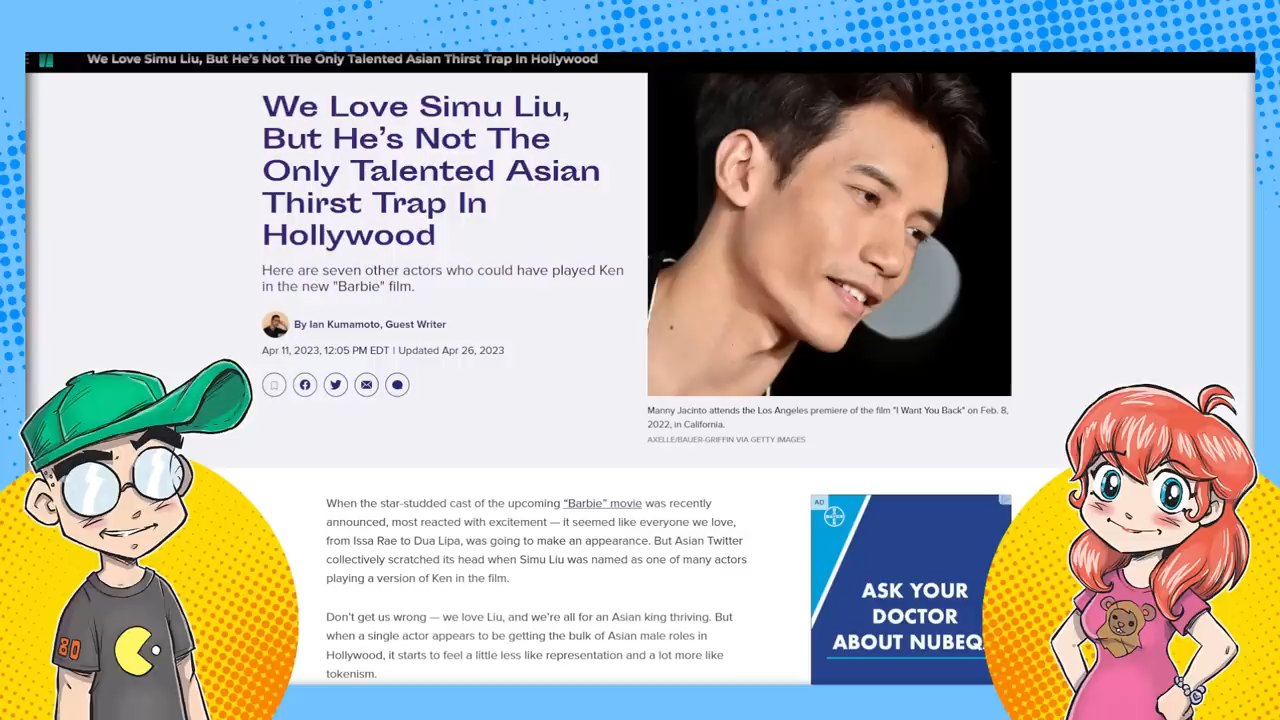 We Love Simu Liu, But He's Not The Only Talented Asian Thirst Trap In Hollywood
We Love Simu Liu,
But He's Not The
Only Talented Asian
Thirst Trap In
Hollywood
Here are seven other actors who could have played Ken
in the new "Barbie" film.
By Ian Kumamoto, Guest Writer
Apr 11, 2023, 12:05 PM EDT | Updated Apr 26, 2023
Manny Jacinto attends the Los Angeles premiere of the film "I Want You Back" on Feb. 8,
2022, in California.
AXELLE/BAUER-GRIFFIN VIA GETTY IMAGES
When the star-studded cast of the upcoming “Barbie” movie was recently
announced, most reacted with excitement — it seemed like everyone we love,
from Issa Rae to Dua Lipa, was going to make an appearance. But Asian Twitter
collectively scratched its head when Simu Liu was named as one of many actors
playing a version of Ken in the film.
Don't get us wrong — we love Liu, and we're all for an Asian king thriving. But
when a single actor appears to be getting the bulk of Asian male roles in
Hollywood, it starts to feel a little less like representation and a lot more like
tokenism.
AD
BAYER
ASK YOUR
DOCTOR
ABOUT NUBEQ
80